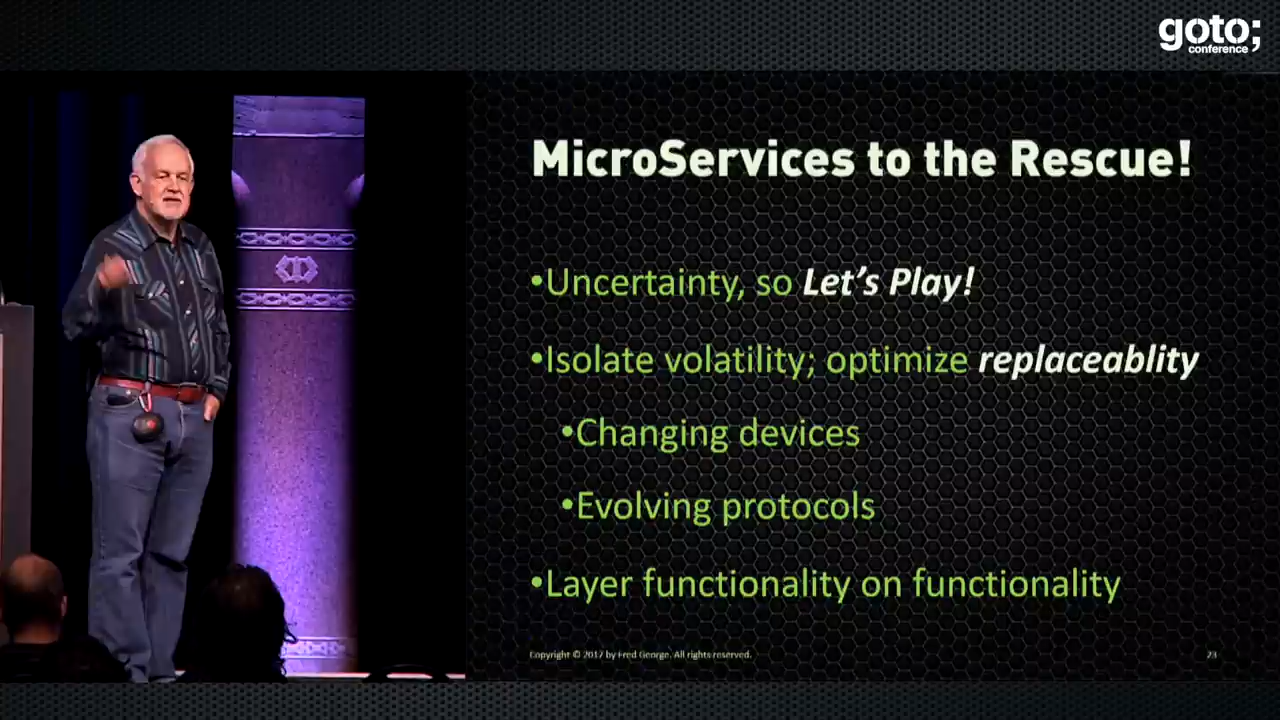 goto;
conference
MicroServices to the Rescue!
•Uncertainty, so Let's Play!
•Isolate volatility; optimize replaceablity
•Changing devices
•Evolving protocols
•Layer functionality on functionality
Copyright © 2017 by Fred George. All rights reserved.
23